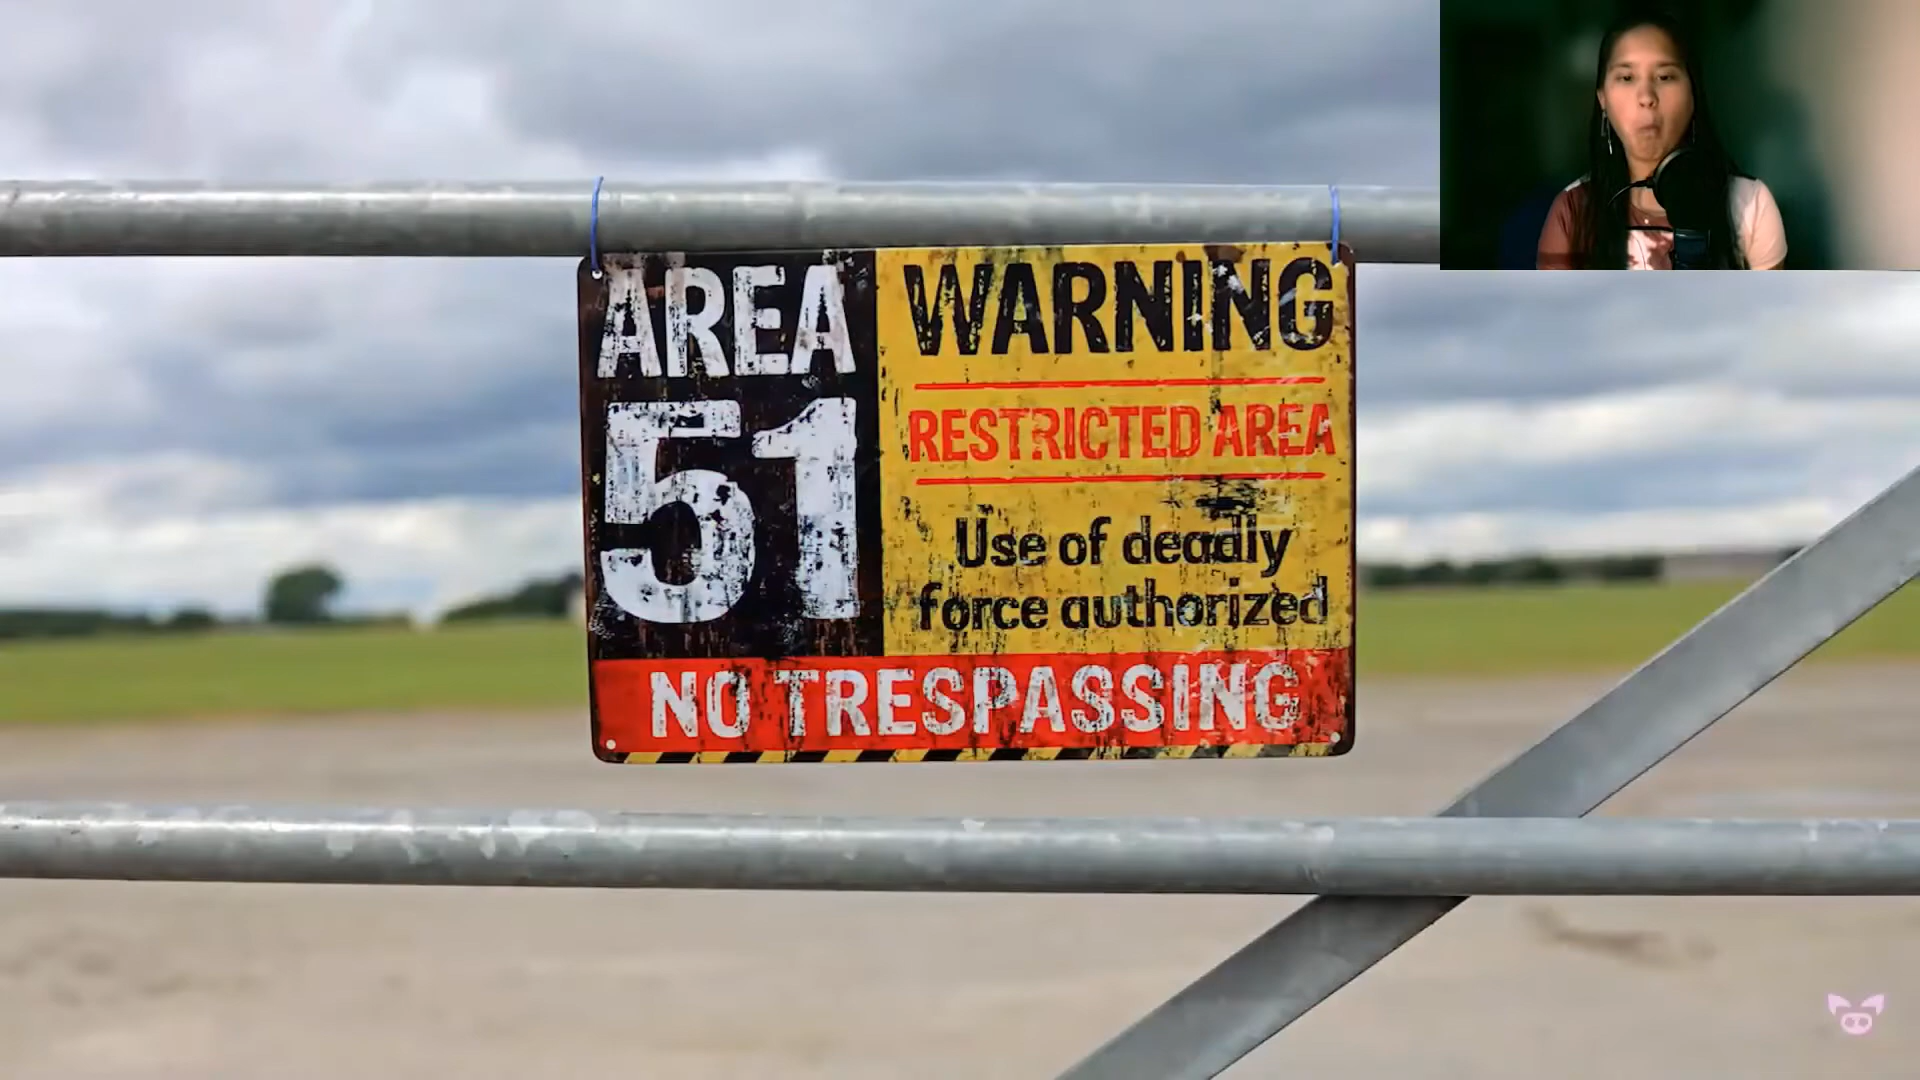 AREA
51
WARNING
RESTRICTED AREA
Use of deadly
force authorized
NO TRESPASSING